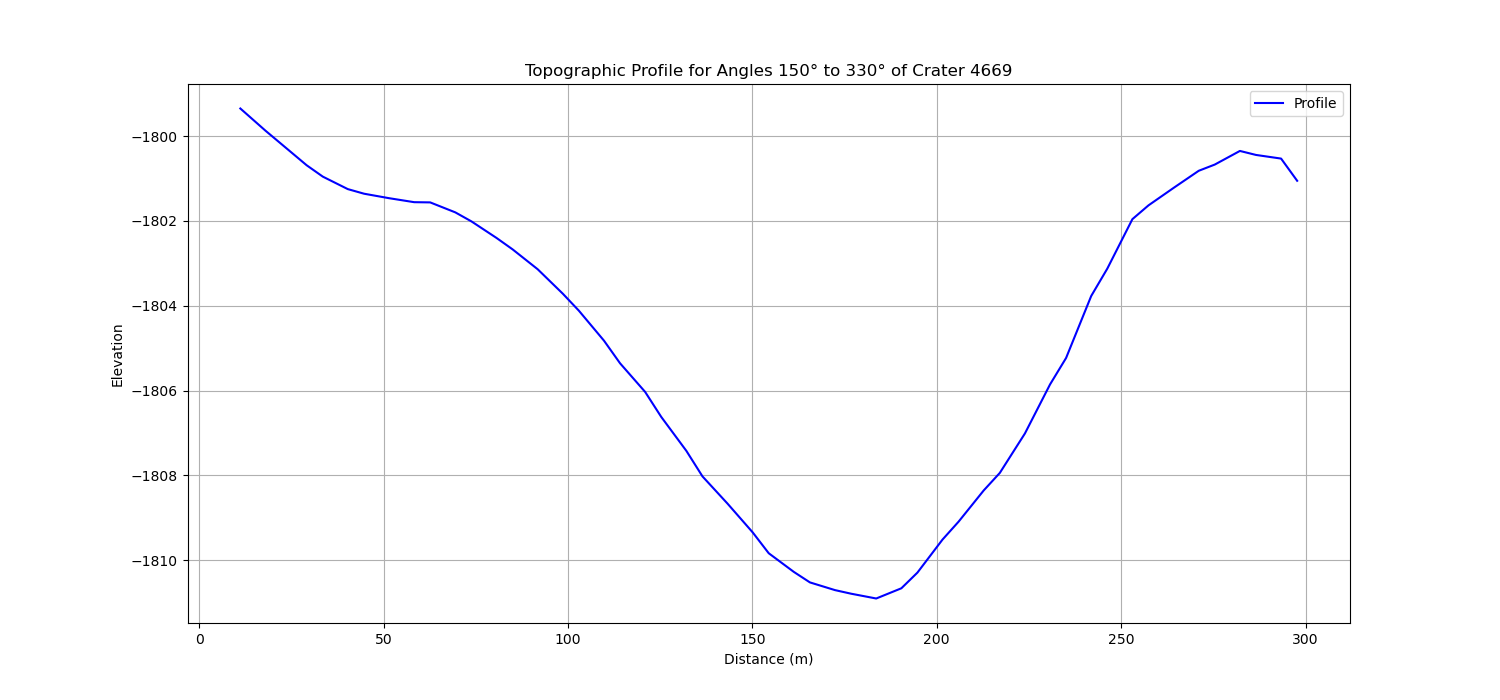 Topographic Profile for Angles 150° to 330° of Crater 4669
Profile
−1800
−1802
−1804
−1806
−1808
−1810
Elevation
0 50 100 150 200 250 300
Distance (m)